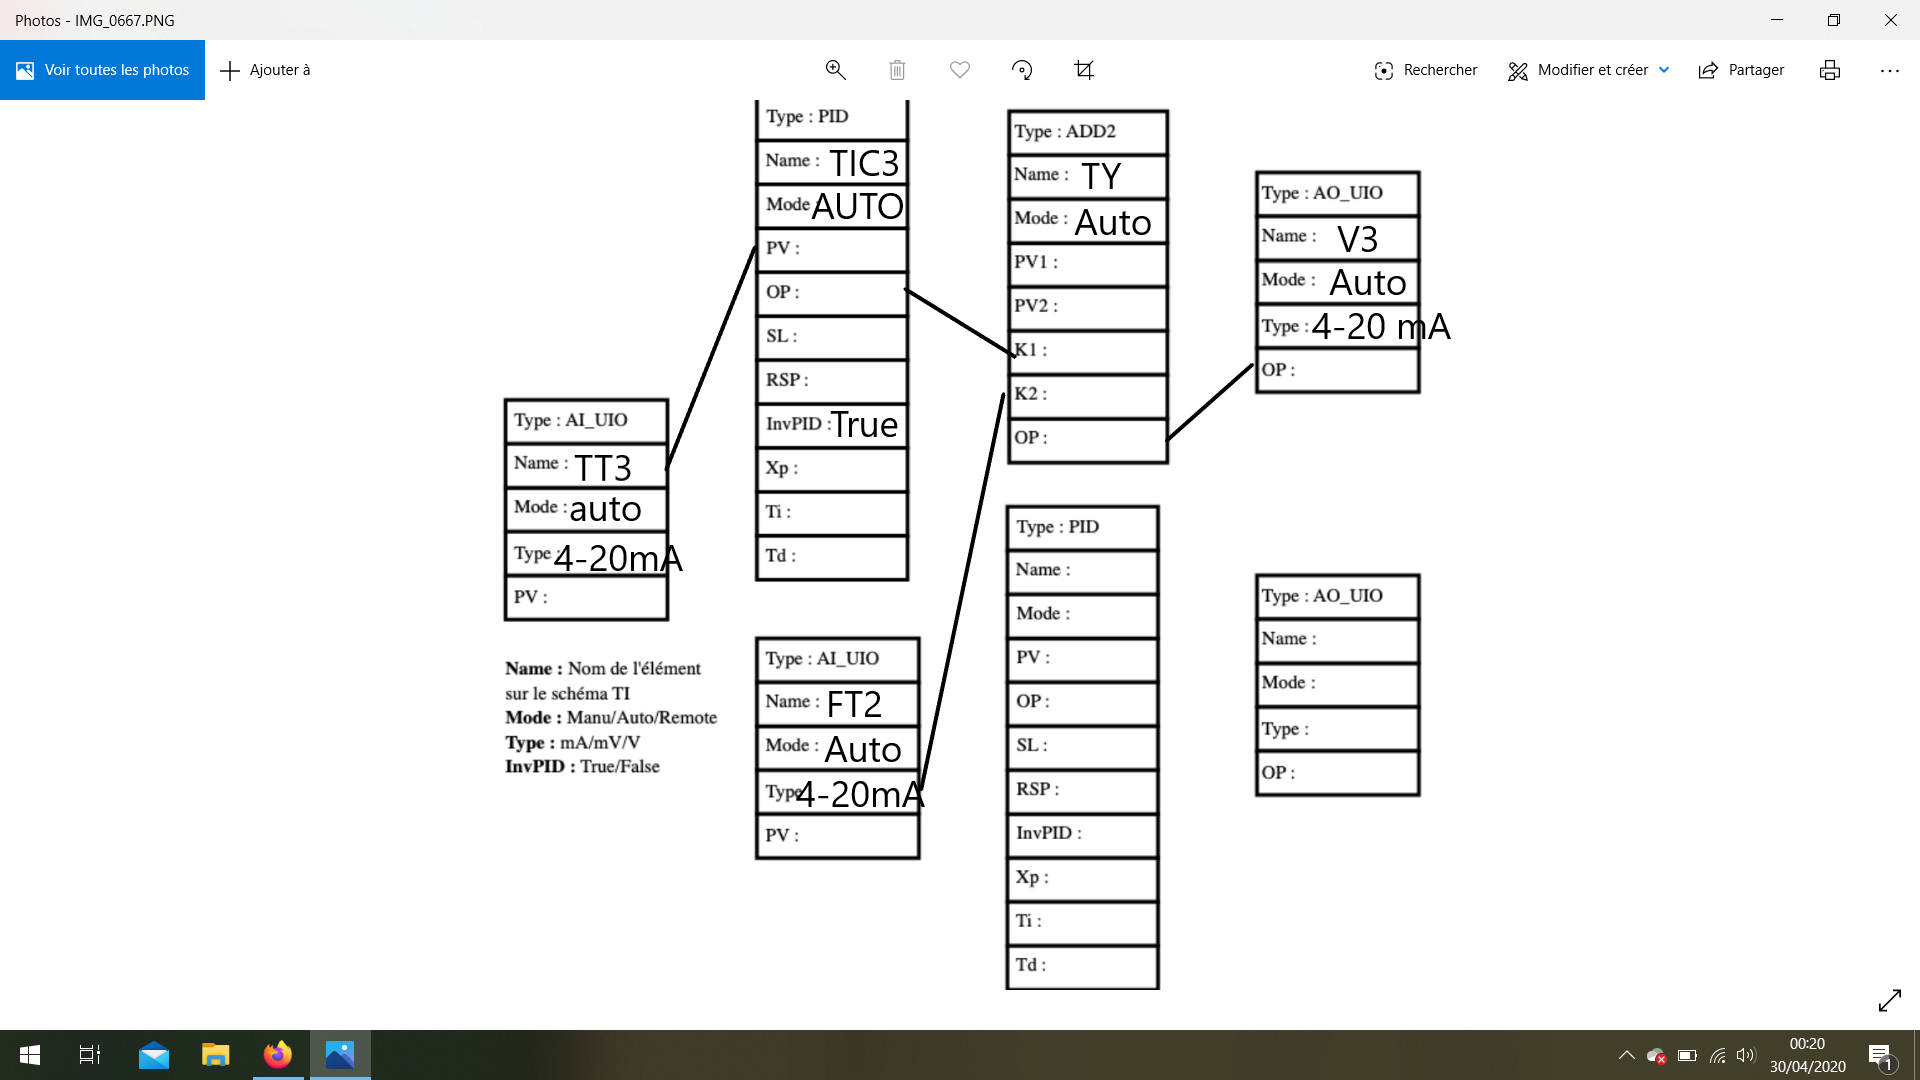 Photos - IMG_0667.PNG
Voir toutes les photos
Ajouter à
Rechercher
Modifier et créer
Partager
Type : PID
Name : TIC3
Mode AUTO
PV :
OP :
SL :
RSP :
InvPID : True
Xp :
Ti :
Td :
Type : ADD2
Name : TY
Mode : Auto
PV1 :
PV2 :
K1 :
K2 :
OP :
Type : AO_UIO
Name : V3
Mode : Auto
Type : 4-20 mA
OP :
Type : AI_UIO
Name : TT3
Mode : auto
Type : 4-20mA
PV :
Name : Nom de l'élément
sur le schéma TI
Mode : Manu/Auto/Remote
Type : mA/mV/V
InvPID : True/False
Type : AI_UIO
Name : FT2
Mode : Auto
Type 4-20mA
PV :
Type : PID
Name :
Mode :
PV :
OP :
SL :
RSP :
InvPID :
Xp :
Ti :
Td :
Type : AO_UIO
Name :
Mode :
Type :
OP :
00:20
30/04/2020
1